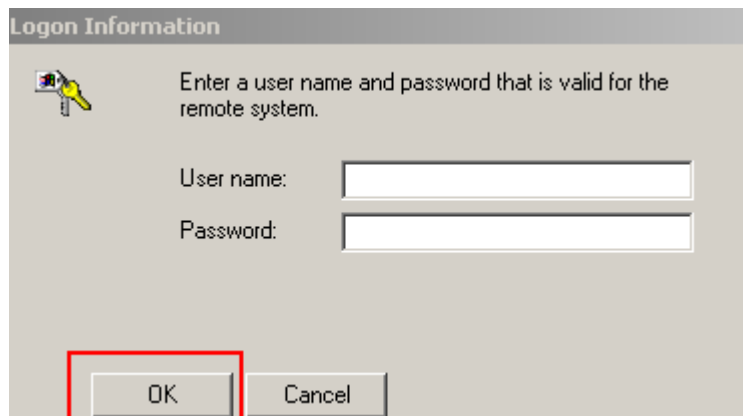 Logon Information
Enter a user name and password that is valid for the
remote system.
User name:
Password:
OK
Cancel